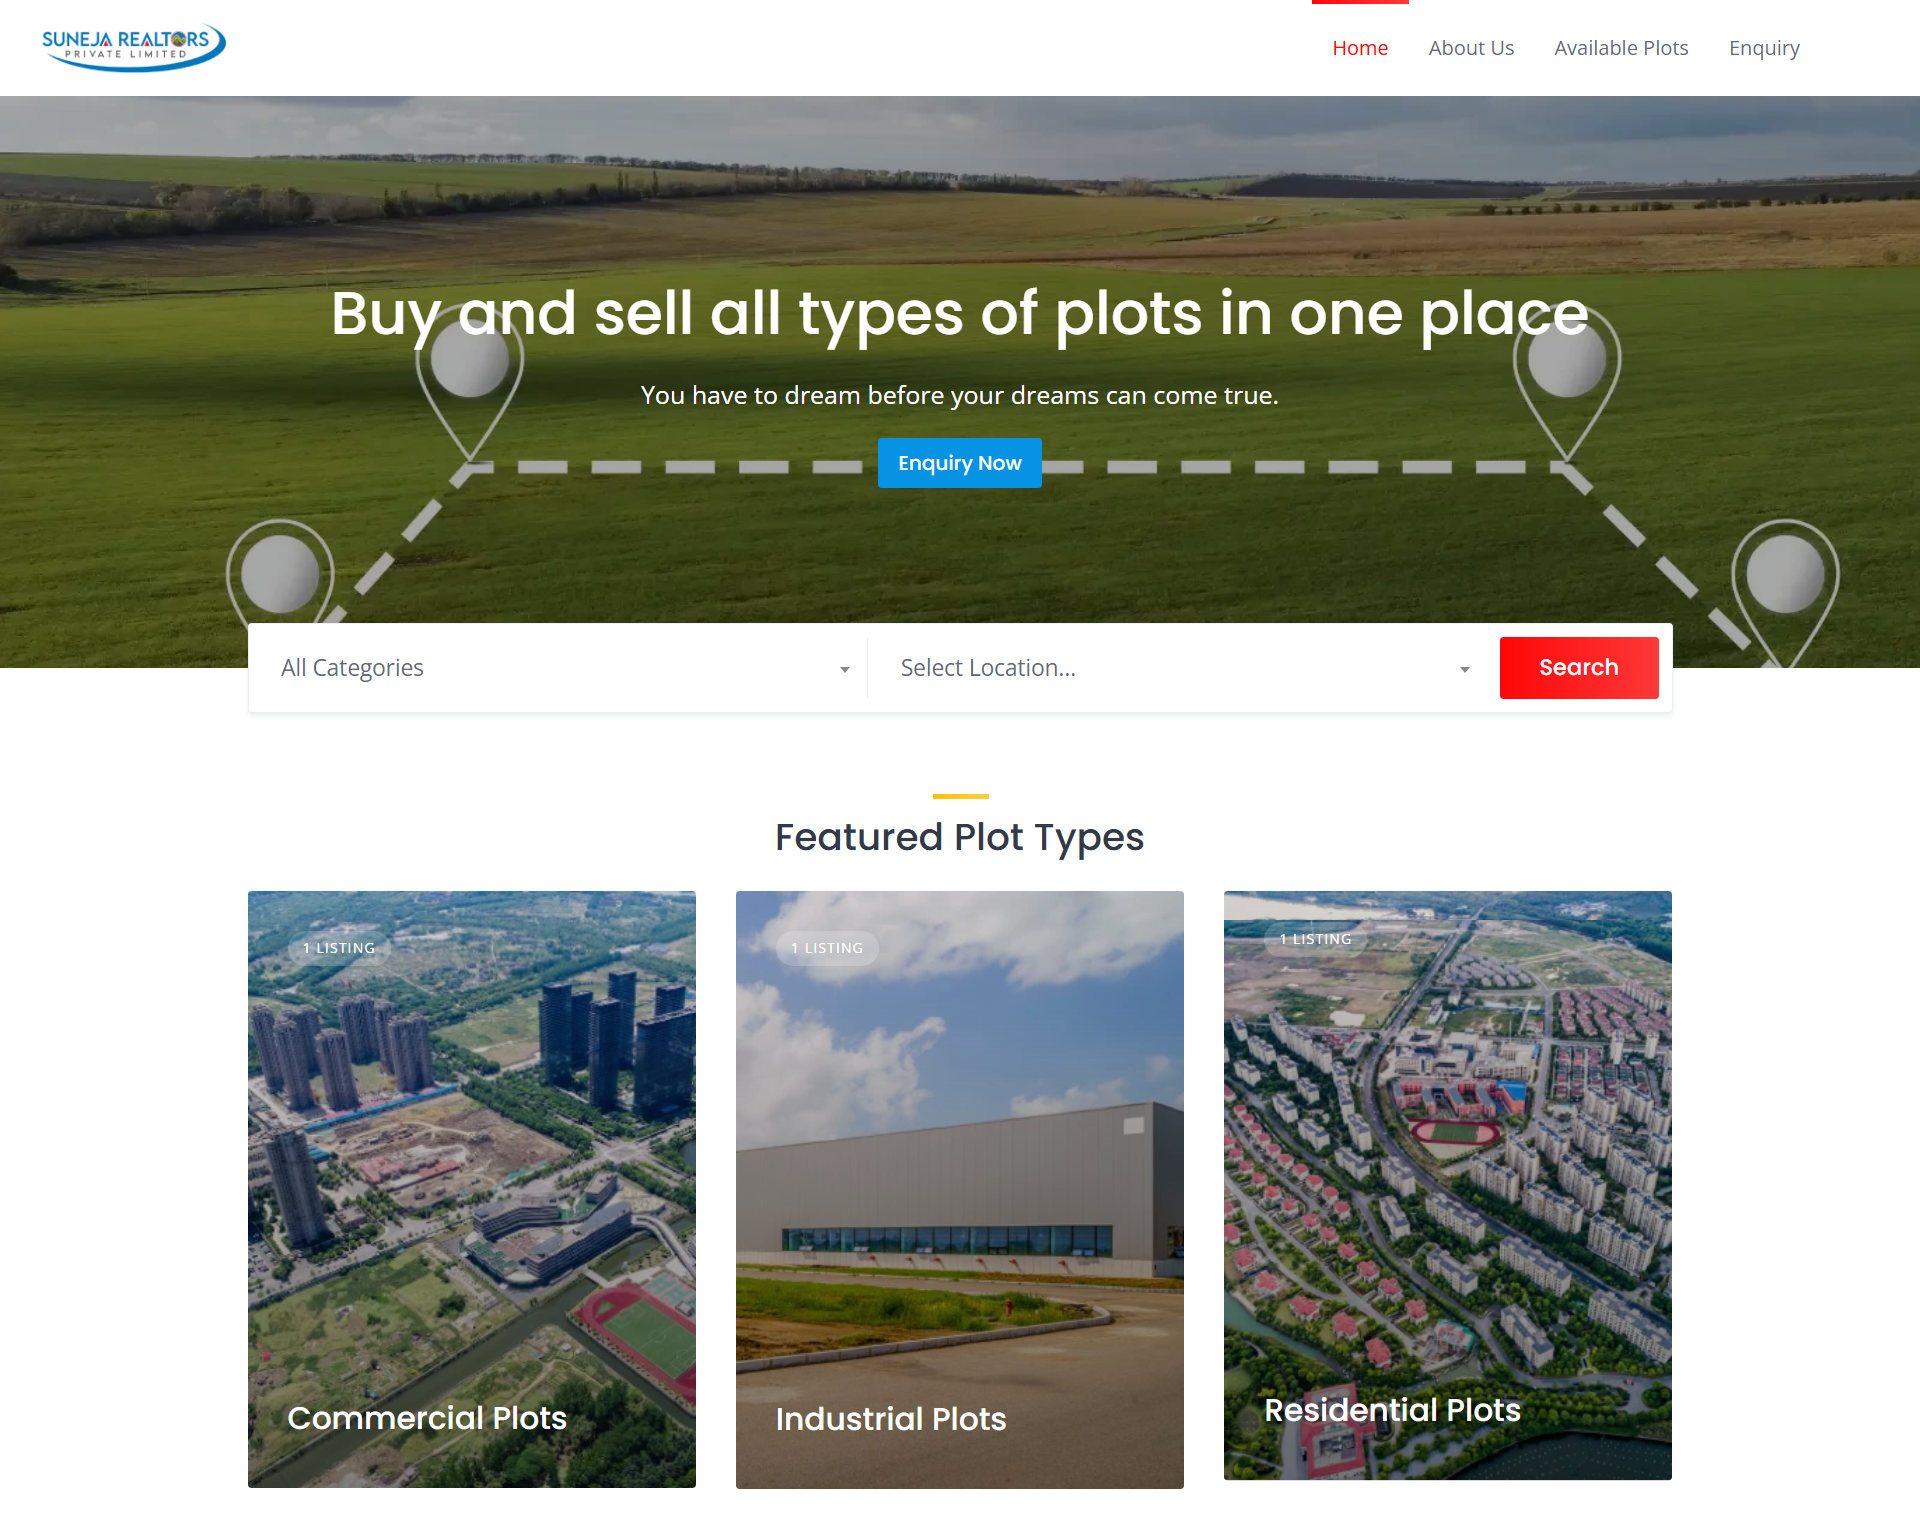 SUNEJA REALTORS
PRIVATE LIMITED
Home
About Us
Available Plots
Enquiry
Buy and sell all types of plots in one place
You have to dream before your dreams can come true.
Enquiry Now
All Categories
Select Location...
Search
Featured Plot Types
1 LISTING
1 LISTING
1 LISTING
Commercial Plots
Industrial Plots
Residential Plots